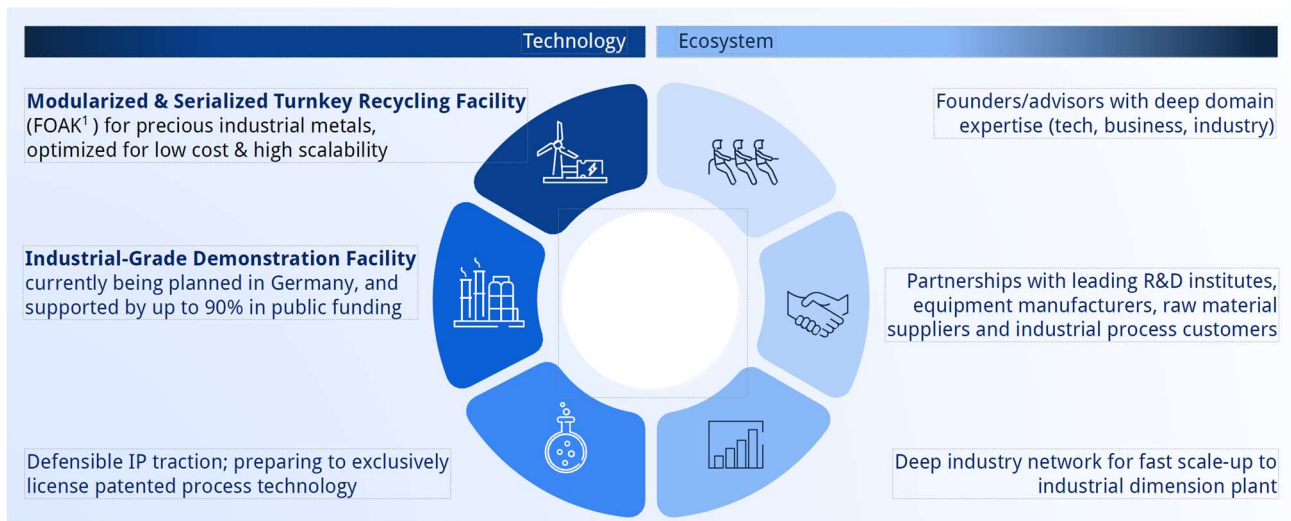 Technology
Ecosystem
Modularized & Serialized Turnkey Recycling Facility
(FOAK¹ ) for precious industrial metals,
optimized for low cost & high scalability
Industrial-Grade Demonstration Facility
currently being planned in Germany, and
supported by up to 90% in public funding
Defensible IP traction; preparing to exclusively
license patented process technology
Founders/advisors with deep domain
expertise (tech, business, industry)
Partnerships with leading R&D institutes,
equipment manufacturers, raw material
suppliers and industrial process customers
Deep industry network for fast scale-up to
industrial dimension plant